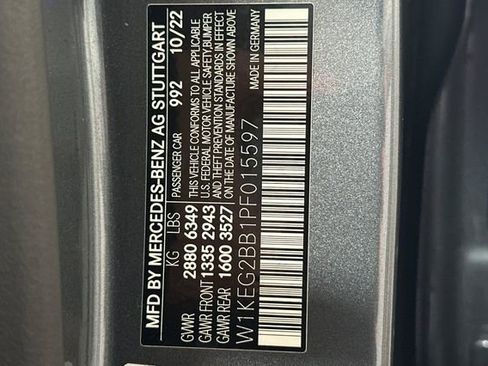 MFD BY MERCEDES-BENZ AG STUTTGART
PASSENGER CAR 992 10/22
KG LBS
GVWR 2880 6349
GAWR FRONT 1335 2943
GAWR REAR 1600 3527
THIS VEHICLE CONFORMS TO ALL APPLICABLE
U.S. FEDERAL MOTOR VEHICLE SAFETY, BUMPER
AND THEFT PREVENTION STANDARDS IN EFFECT
ON THE DATE OF MANUFACTURE SHOWN ABOVE
MADE IN GERMANY
W1KEG2BB1PF015597